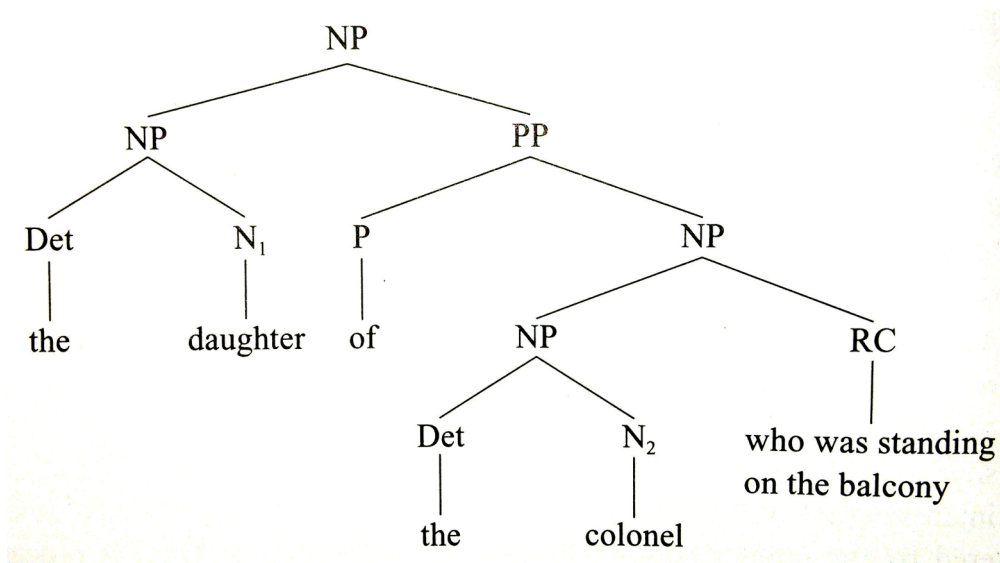 NP
NP PP
Det N₁ P NP
the daughter of NP RC
Det N₂ who was standing
on the balcony
the colonel